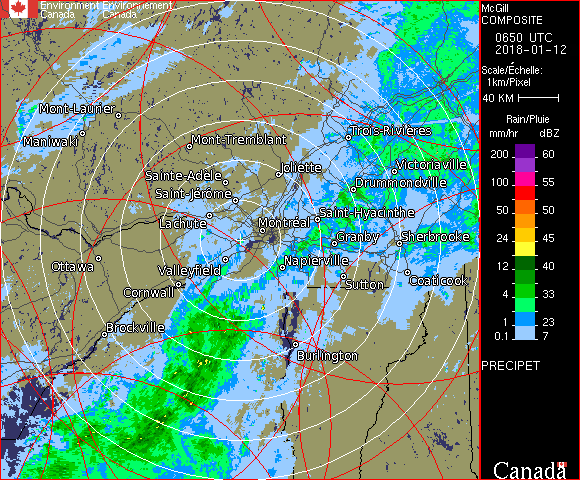 Environment Environnement
Canada Canada
McGill
COMPOSITE
0650 UTC
2018-01-12
Scale/Échelle:
1km/Pixel
40 KM
Rain/Pluie
mm/hr dBZ
200 60
100 55
50 50
24 45
12 40
4 33
1 23
0.1 7
PRECIPET
Canada
Mont-Laurier
Maniwaki
Mont-Tremblant
Trois-Rivières
Joliette
Victoriaville
Sainte-Adèle
Drummondville
Saint-Jérôme
Saint-Hyacinthe
Lachute
Montréal
Granby
Sherbrooke
Ottawa
Valleyfield
Napierville
Coaticook
Cornwall
Sutton
Brockville
Burlington